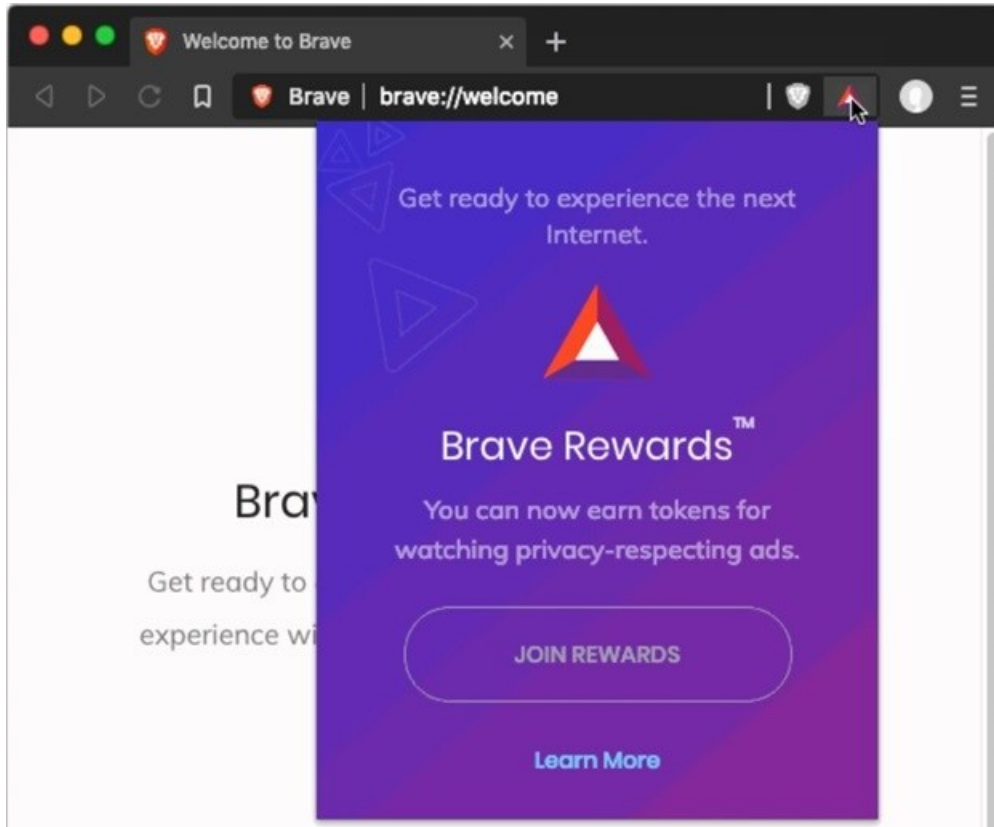 Welcome to Brave
Brave | brave://welcome
Get ready to experience the next
Internet.
Brave Rewards™
You can now earn tokens for
watching privacy-respecting ads.
JOIN REWARDS
Learn More
Brav
Get ready to
experience wi